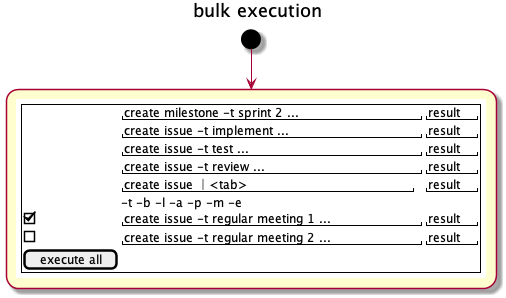 bulk execution
create milestone -t sprint 2 ... result
create issue -t implement ... result
create issue -t test ... result
create issue -t review ... result
create issue | <tab> result
-t -b -l -a -p -m -e
create issue -t regular meeting 1 ... result
create issue -t regular meeting 2 ... result
execute all